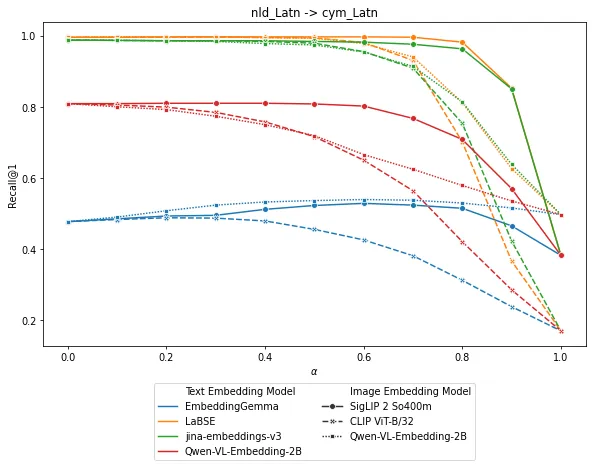 nld_Latn -> cym_Latn
Recall@1
1.0
0.8
0.6
0.4
0.2
0.0 0.2 0.4 0.6 0.8 1.0
α
Text Embedding Model Image Embedding Model
EmbeddingGemma SigLIP 2 So400m
LaBSE CLIP ViT-B/32
jina-embeddings-v3 Qwen-VL-Embedding-2B
Qwen-VL-Embedding-2B